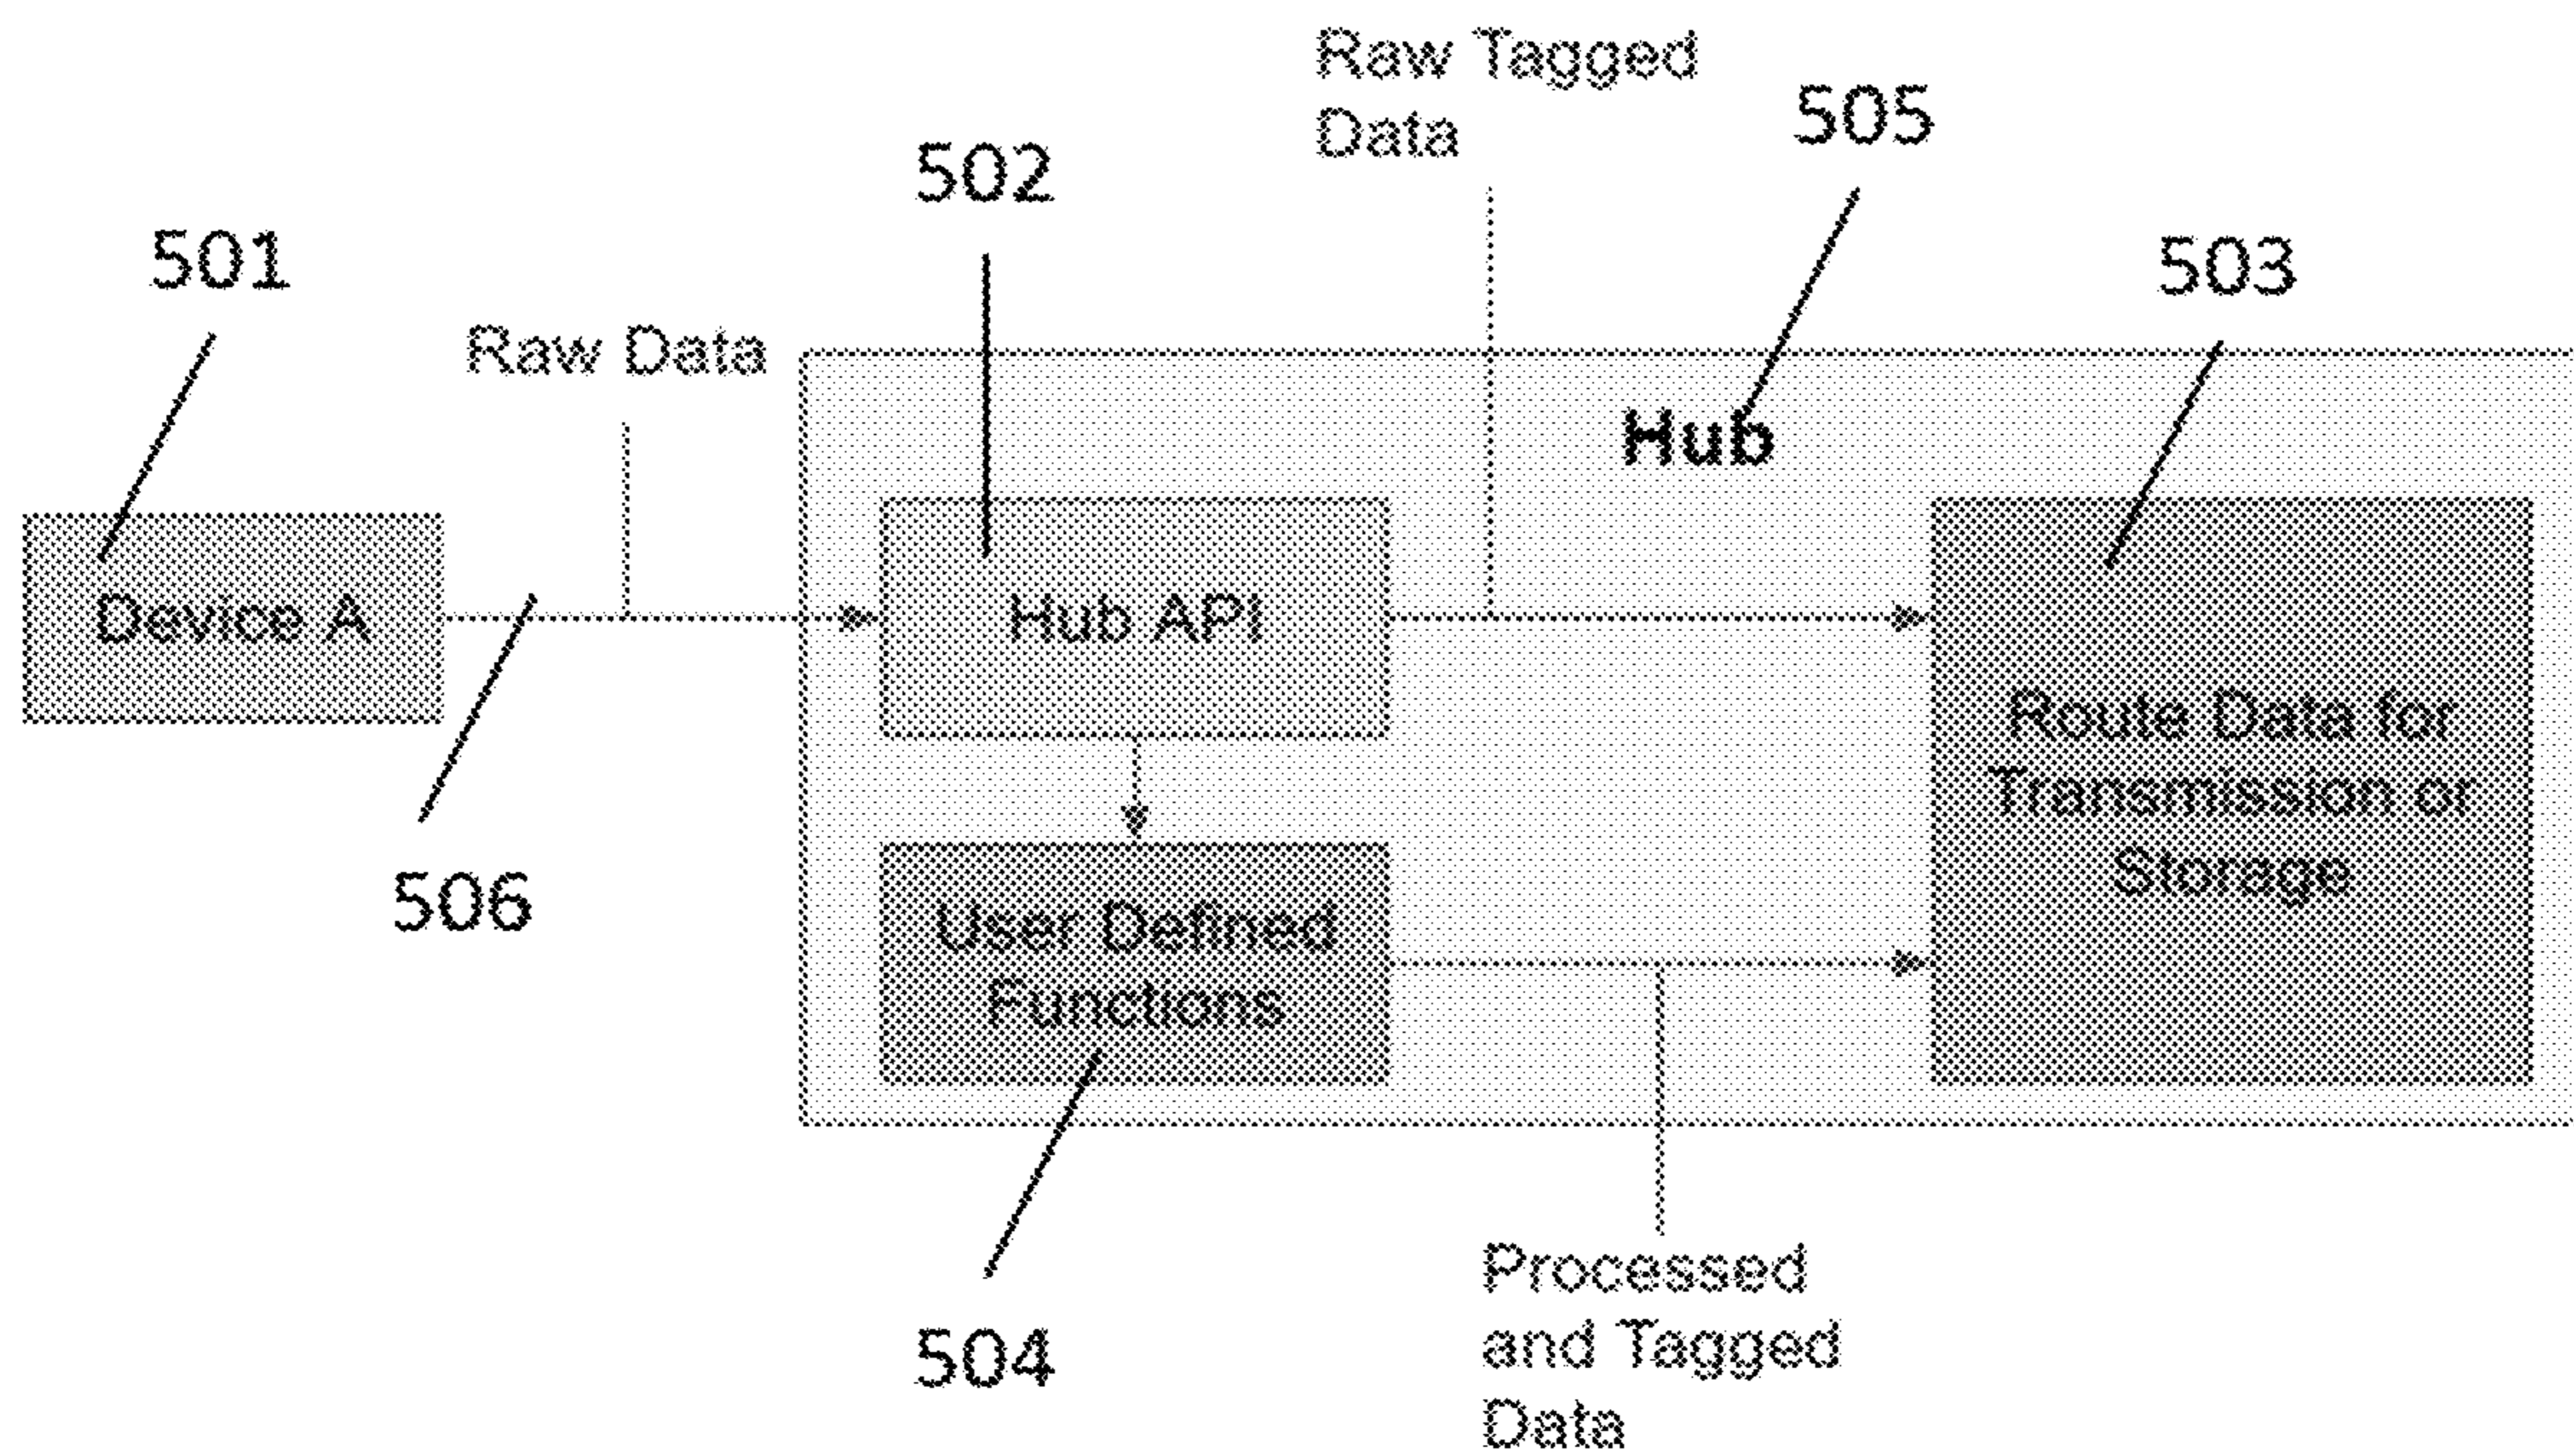 Raw Tagged
Data
505
502
501
503
Raw Data
Hub
Device A
Hub API
Route Data for
Transmission or
Storage
506
User Defined
Functions
504
Processed
and Tagged
Data